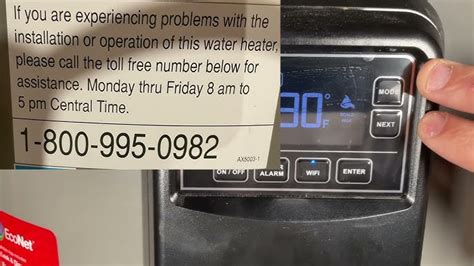 If you are experiencing problems with the
installation or operation of this water heater,
please call the toll free number below for
assistance. Monday thru Friday 8 am to
5 pm Central Time.
1-800-995-0982
AX5003-1
F
MODE
NEXT
ON / OFF
ALARM
WIFI
ENTER
EcoNet